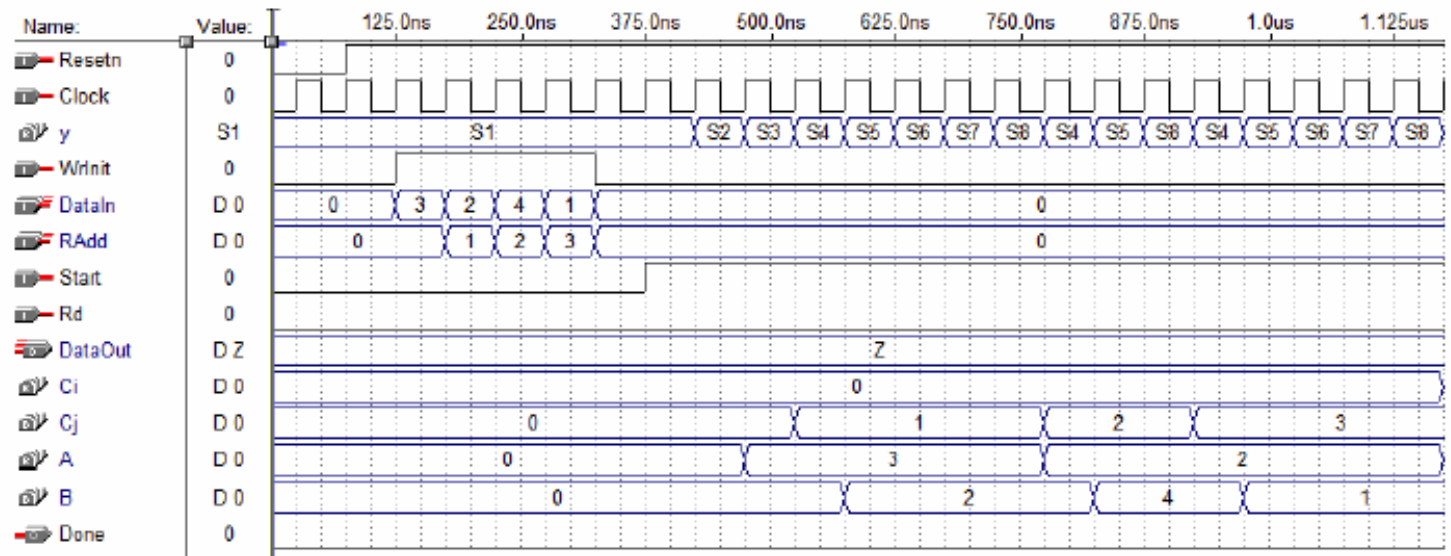 Name: Value: 125.0ns 250.0ns 375.0ns 500.0ns 625.0ns 750.0ns 875.0ns 1.0us 1.125us
Resetn 0
Clock 0
y S1 S1 S2 S3 S4 S5 S6 S7 S8 S4 S5 S8 S4 S5 S6 S7 S8
WrInit 0
DataIn D 0 0 3 2 4 1 0
RAdd D 0 0 1 2 3 0
Start 0
Rd 0
DataOut D Z Z
Ci D 0 0
Cj D 0 0 1 2 3
A D 0 0 3 2
B D 0 0 2 4 1
Done 0